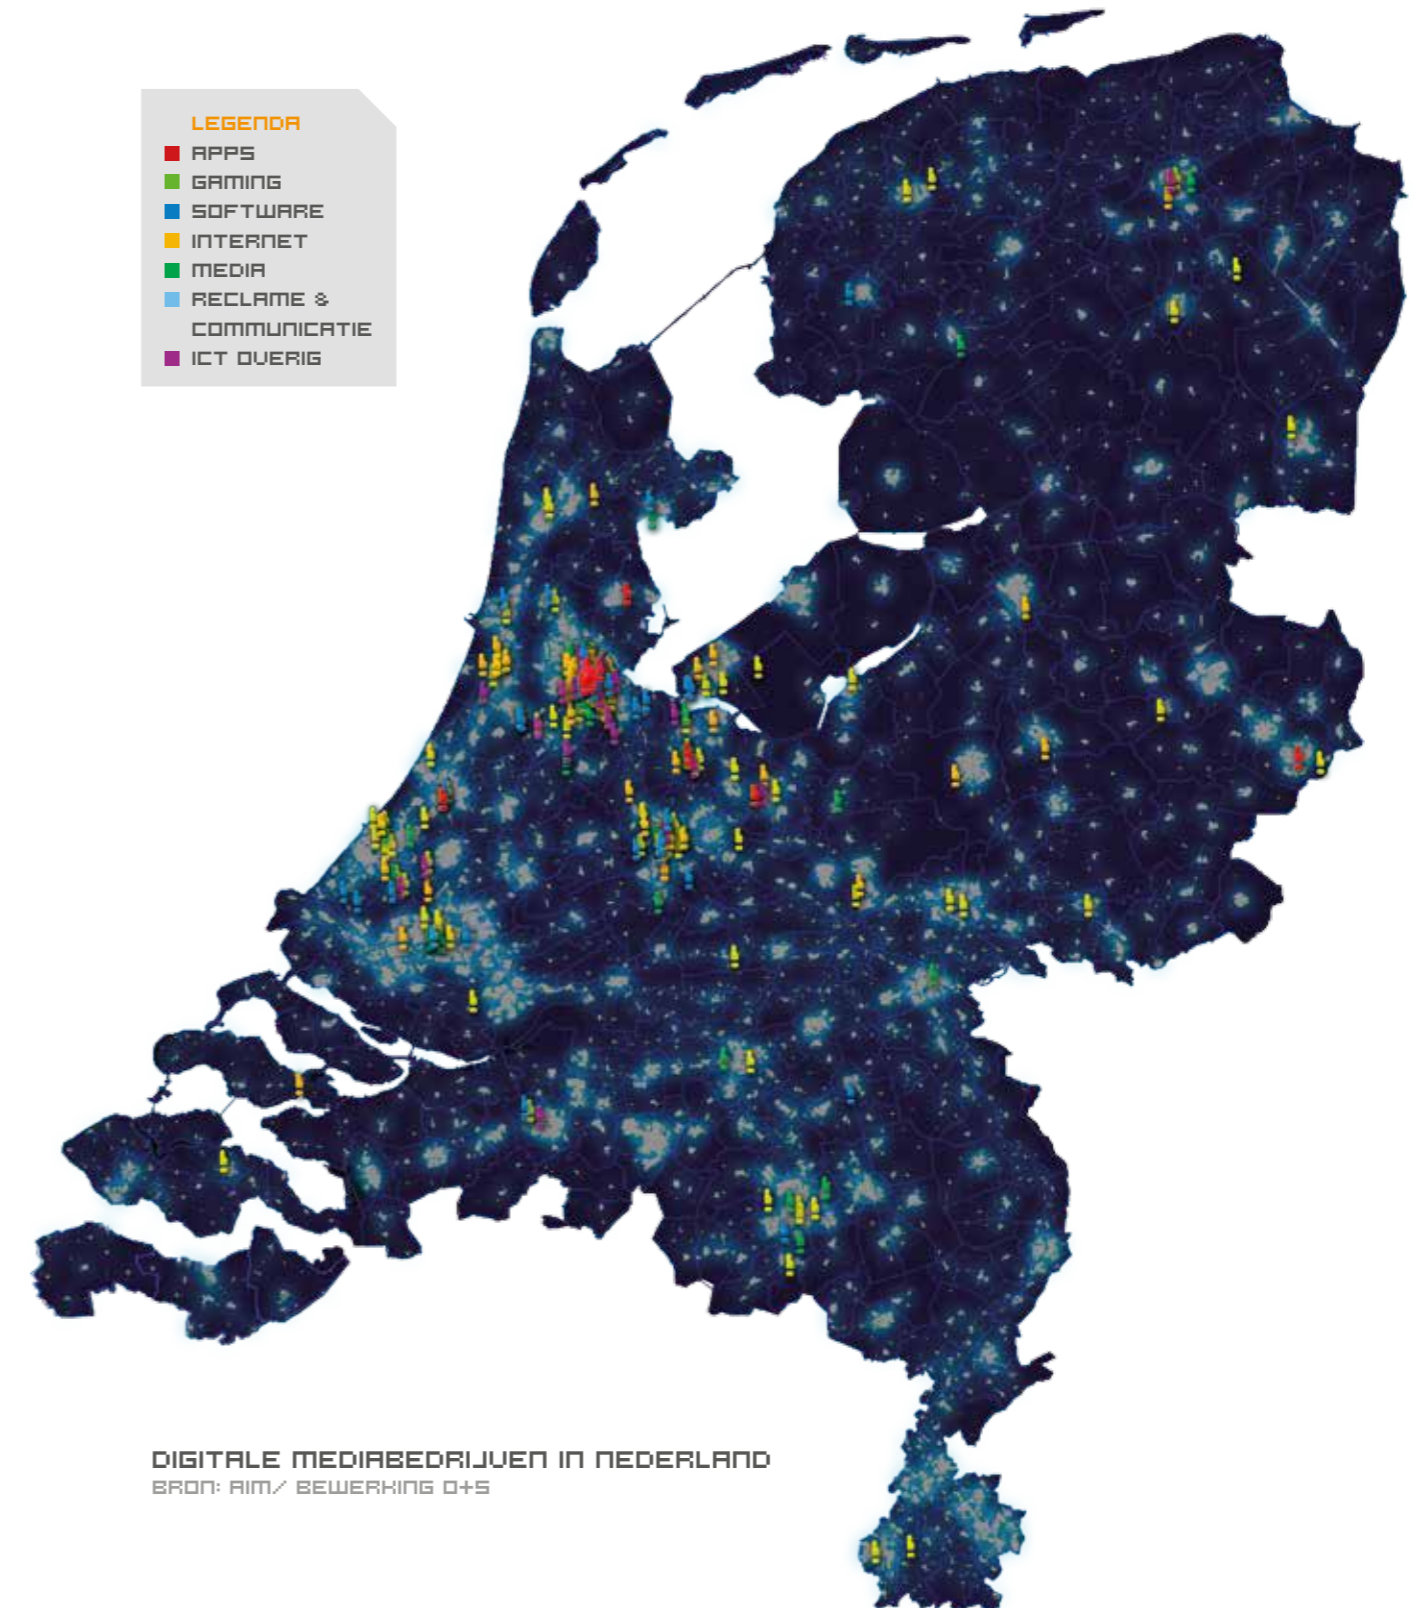 LEGENDA
APPS
GAMING
SOFTWARE
INTERNET
MEDIA
RECLAME &
COMMUNICATIE
ICT OVERIG
DIGITALE MEDIABEDRIJVEN IN NEDERLAND
BRON: AIM/ BEWERKING O+S